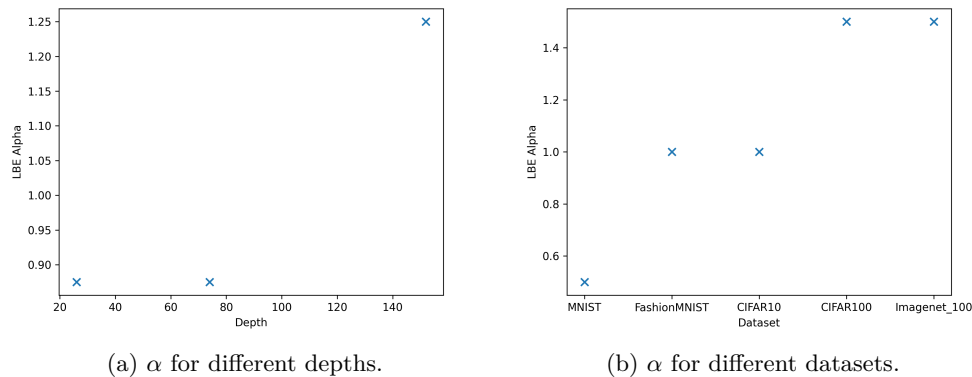 1.25
1.20
1.15
1.10
1.05
1.00
0.95
0.90
LBE Alpha
20 40 60 80 100 120 140
Depth
(a) α for different depths.
1.4
1.2
1.0
0.8
0.6
LBE Alpha
MNIST FashionMNIST CIFAR10 CIFAR100 Imagenet_100
Dataset
(b) α for different datasets.